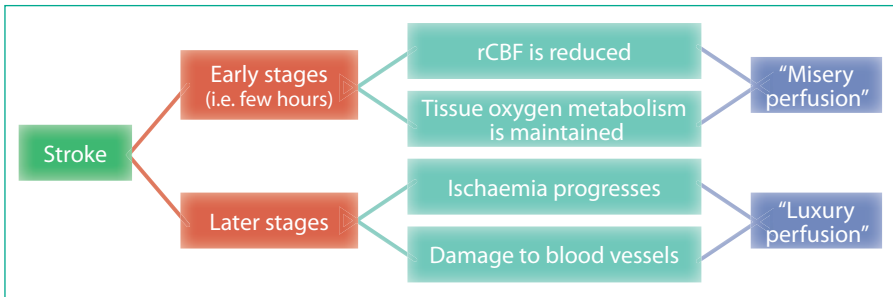 Stroke
Early stages
(i.e. few hours)
rCBF is reduced
Tissue oxygen metabolism
is maintained
“Misery
perfusion”
Later stages
Ischaemia progresses
Damage to blood vessels
“Luxury
perfusion”